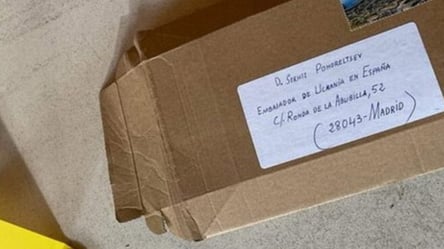 D. Serhii Pohoreltsev
Embajador de Ucrania en España
C/. Ronda de la Abubilla, 52
(28043-Madrid)